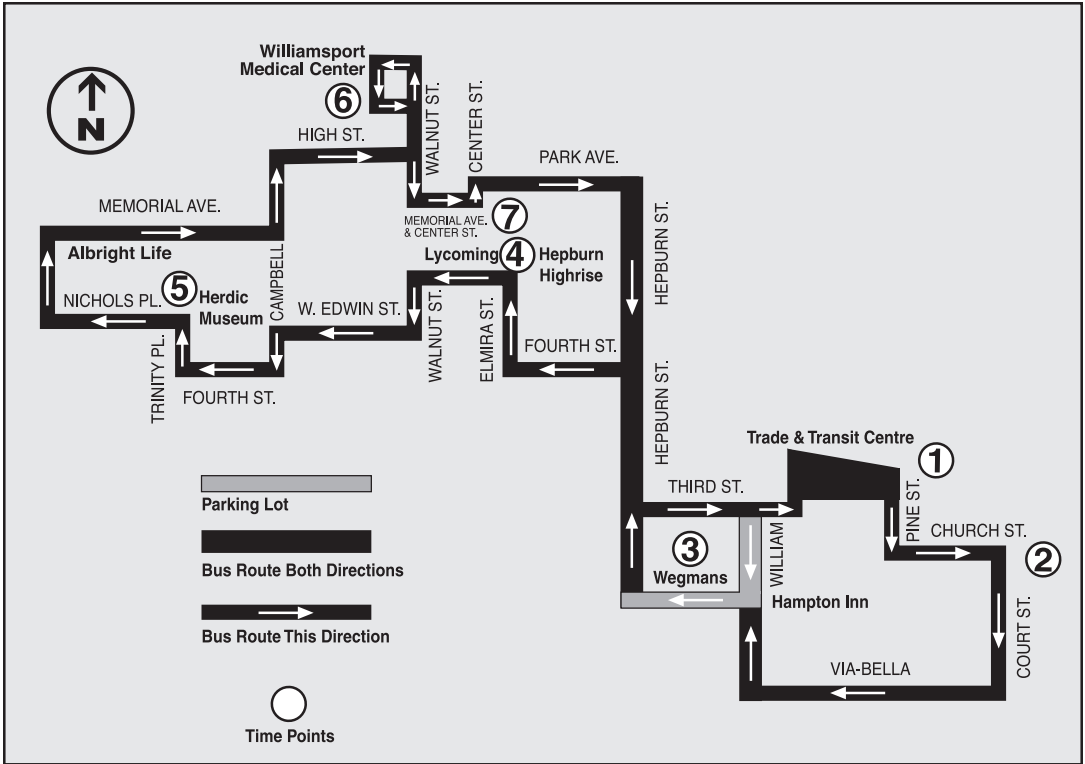 Williamsport
Medical Center
6
N
HIGH ST.
WALNUT ST.
CENTER ST.
PARK AVE.
MEMORIAL AVE.
MEMORIAL AVE.
& CENTER ST.
7
HEPBURN ST.
Albright Life
Lycoming
4
Hepburn
Highrise
5
Herdic
Museum
NICHOLS PL.
CAMPBELL
W. EDWIN ST.
WALNUT ST.
ELMIRA ST.
FOURTH ST.
TRINITY PL.
FOURTH ST.
HEPBURN ST.
Trade & Transit Centre
1
THIRD ST.
PINE ST.
CHURCH ST.
2
3
Wegmans
WILLIAM
Hampton Inn
COURT ST.
VIA-BELLA
Parking Lot
Bus Route Both Directions
Bus Route This Direction
Time Points